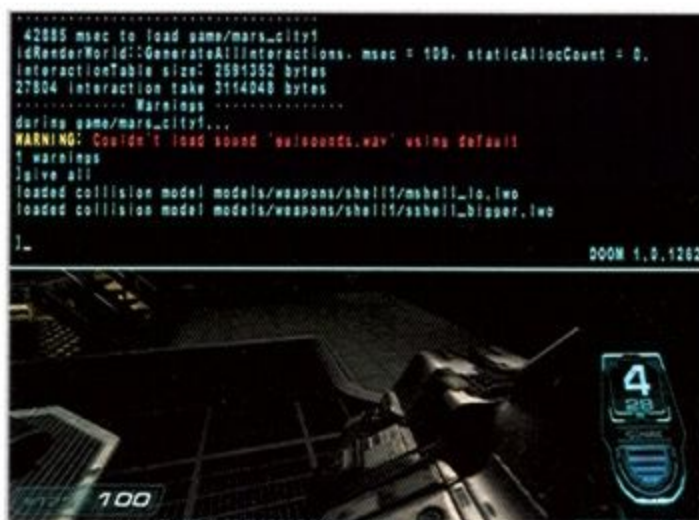 42885 msec to load game/mars_city1
idRenderWorld::GenerateAllInteractions, msec = 109, staticAllocCount = 0.
interactionTable size: 2591352 bytes
27804 interaction take 3114048 bytes
------------ Warnings ---------------
during game/mars_city1...
WARNING: Couldn't load sound 'guisounds.wav' using default
1 warnings
]give all
loaded collision model models/weapons/shell1/mshell_lo.lwo
loaded collision model models/weapons/shell1/sshell_bigger.lwo
]_
DOOM 1.0.1262
4
28
100